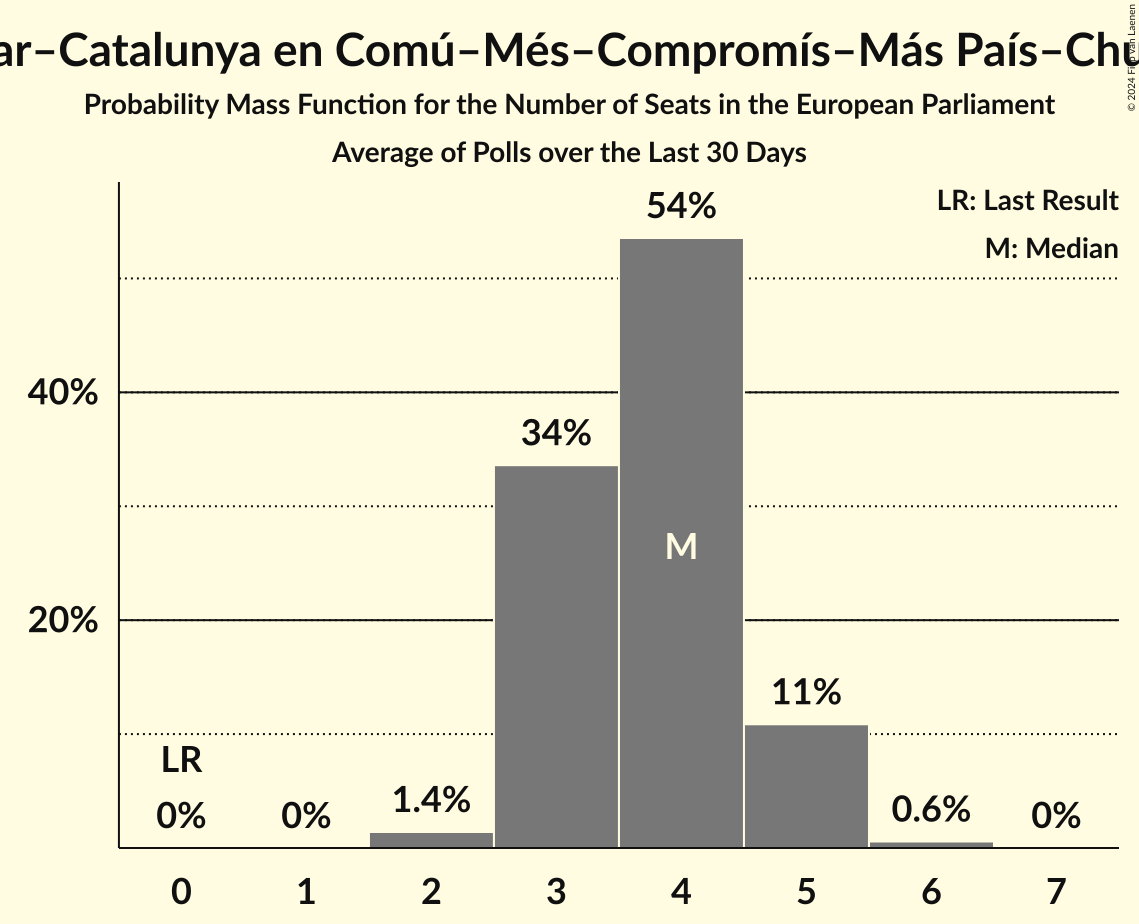 ar–Catalunya en Comú–Més–Compromís–Más País–Chu
Probability Mass Function for the Number of Seats in the European Parliament
Average of Polls over the Last 30 Days
© 2024 Filip van Laenen
LR: Last Result
M: Median
54%
40%
34%
M
20%
11%
LR
0%
0%
1.4%
0.6%
0%
0 1 2 3 4 5 6 7